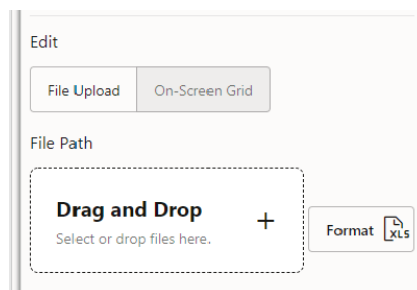 Edit
File Upload On-Screen Grid
File Path
Drag and Drop
+
Select or drop files here.
Format XLS